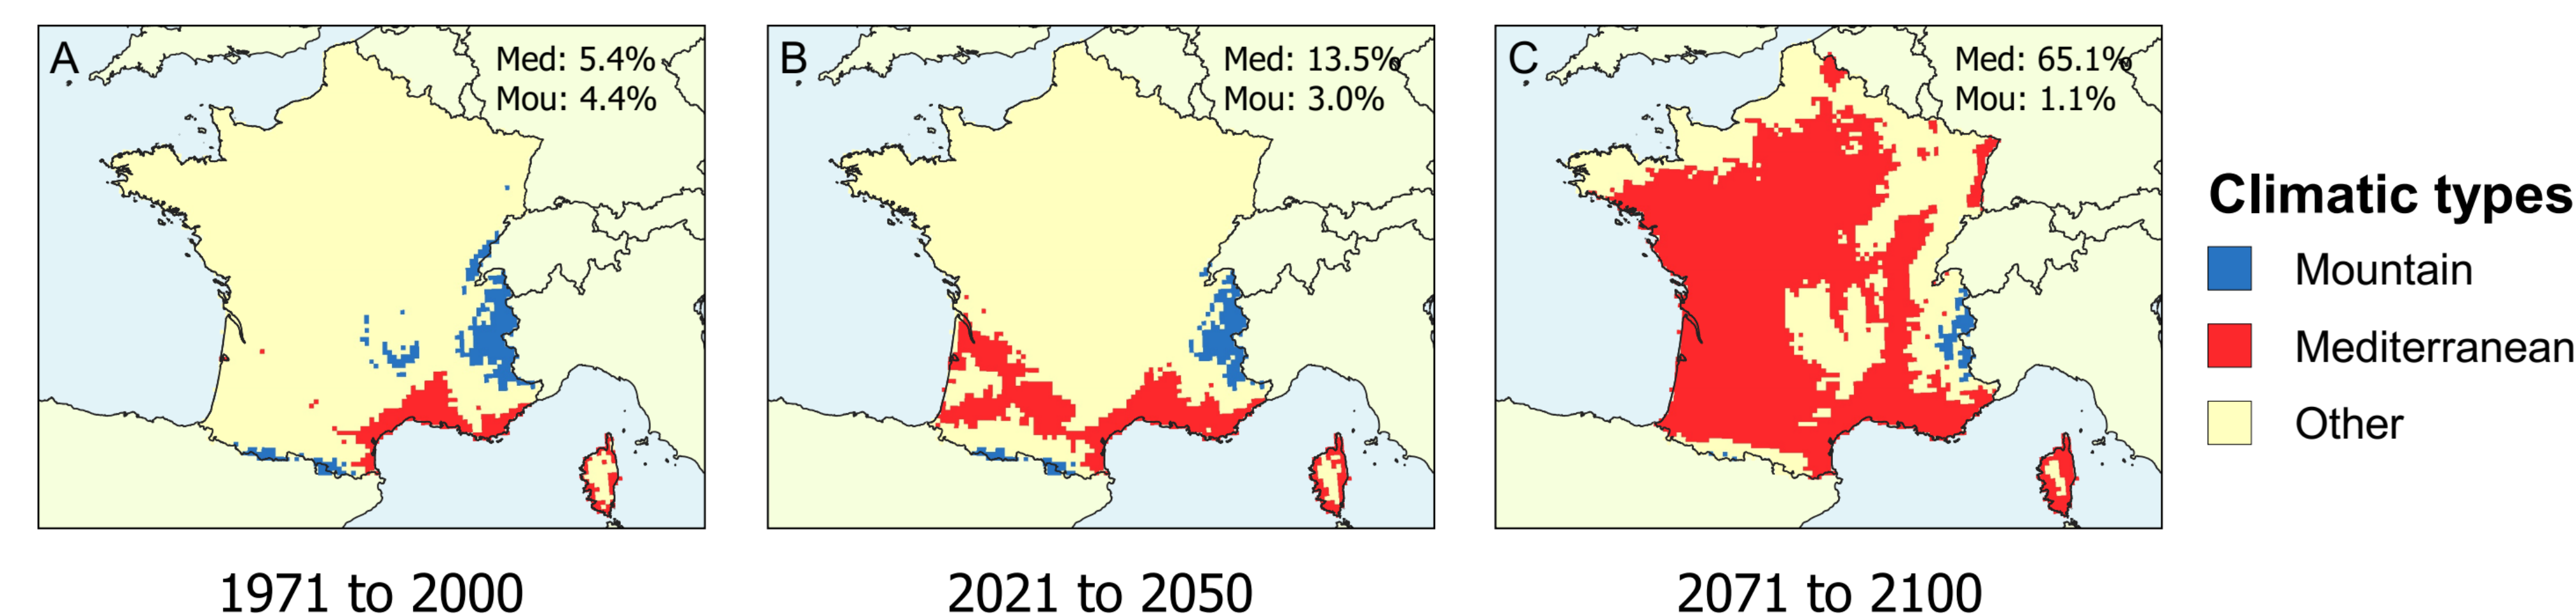 A
Med: 5.4%
Mou: 4.4%
B
Med: 13.5%
Mou: 3.0%
C
Med: 65.1%
Mou: 1.1%
Climatic types
Mountain
Mediterranean
Other
1971 to 2000
2021 to 2050
2071 to 2100